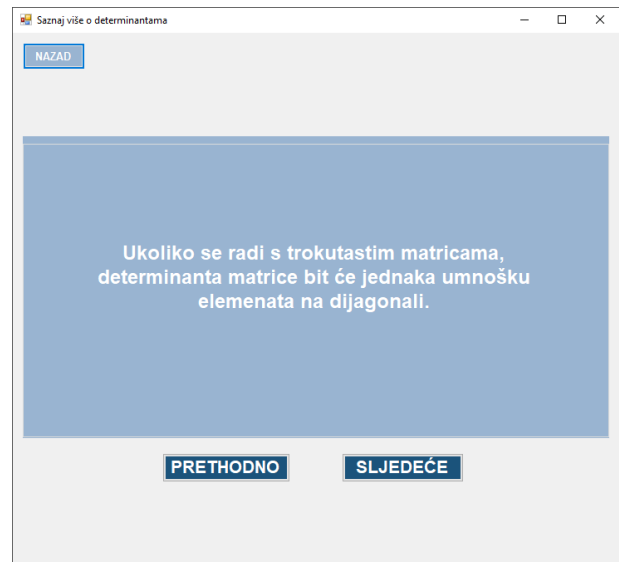 Saznaj više o determinantama
NAZAD
Ukoliko se radi s trokutastim matricama,
determinanta matrice bit će jednaka umnošku
elemenata na dijagonali.
PRETHODNO
SLJEDEĆE